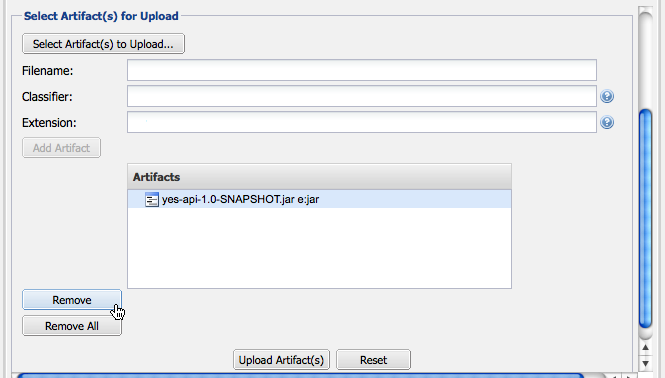 Select Artifact(s) for Upload
Select Artifact(s) to Upload...
Filename:
Classifier:
Extension:
Add Artifact
Artifacts
yes-api-1.0-SNAPSHOT.jar e:jar
Remove
Remove All
Upload Artifact(s) Reset